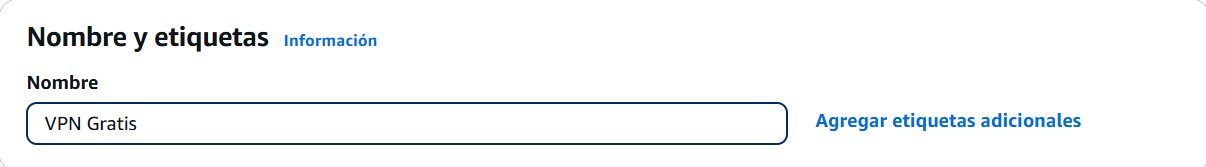 Nombre y etiquetas Información
Nombre
VPN Gratis
Agregar etiquetas adicionales